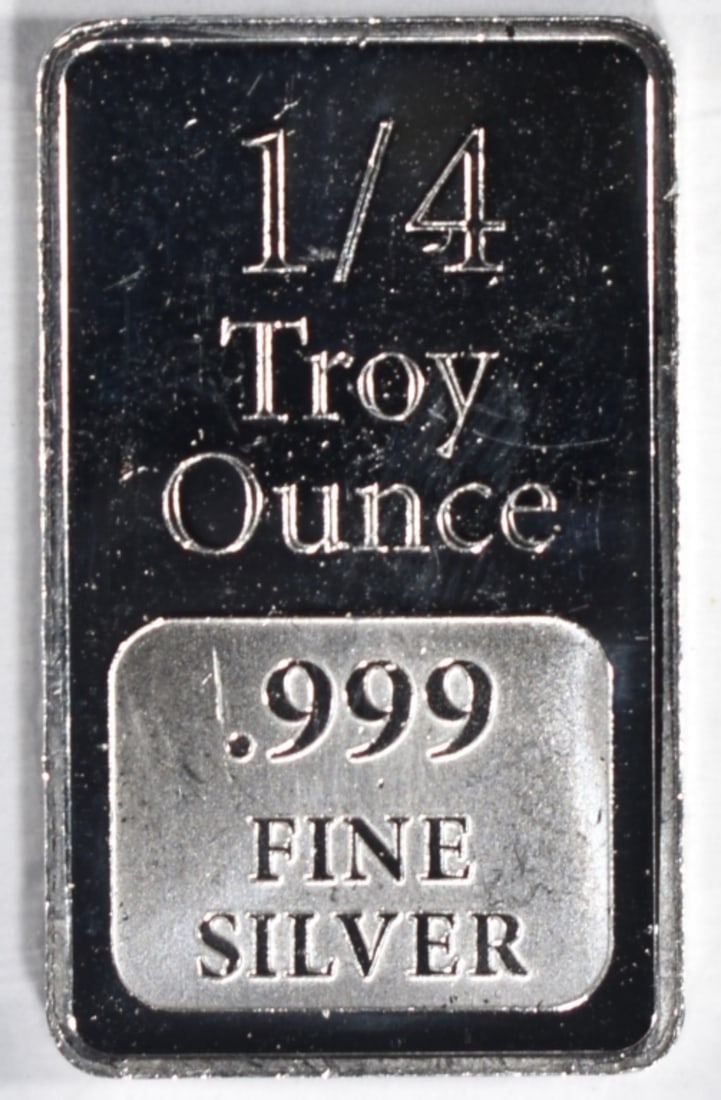 1/4
Troy
Ounce
.999
FINE
SILVER